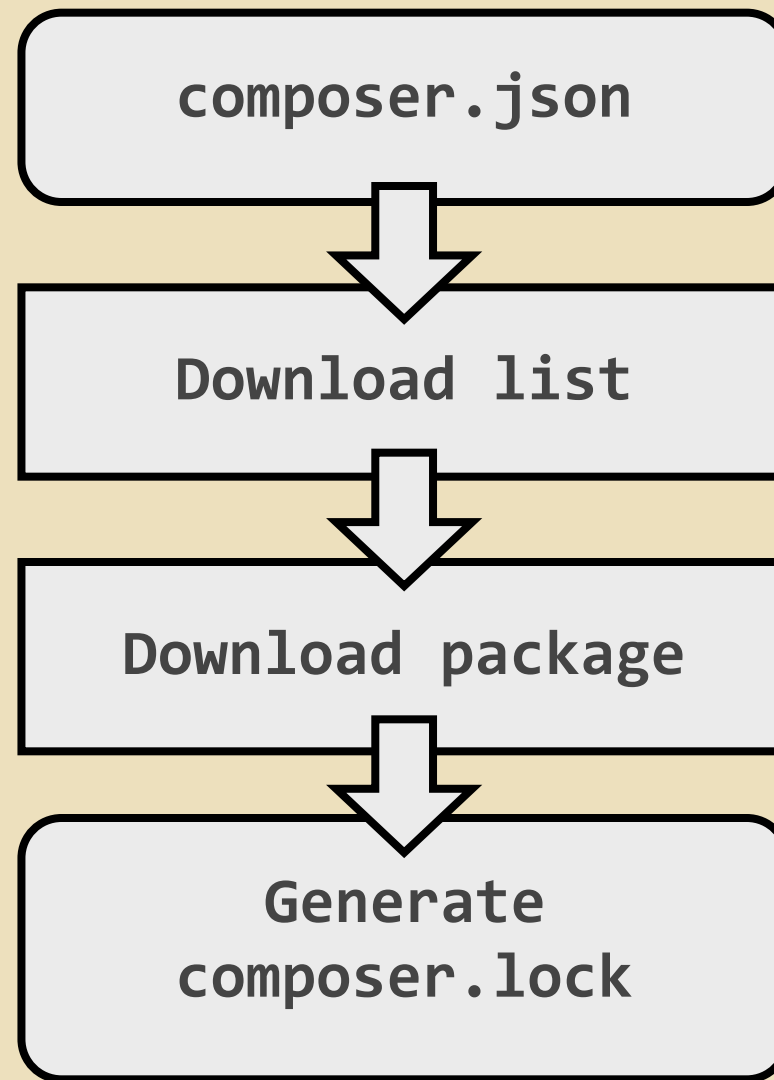 composer.json
Download list
Download package
Generate
composer.lock